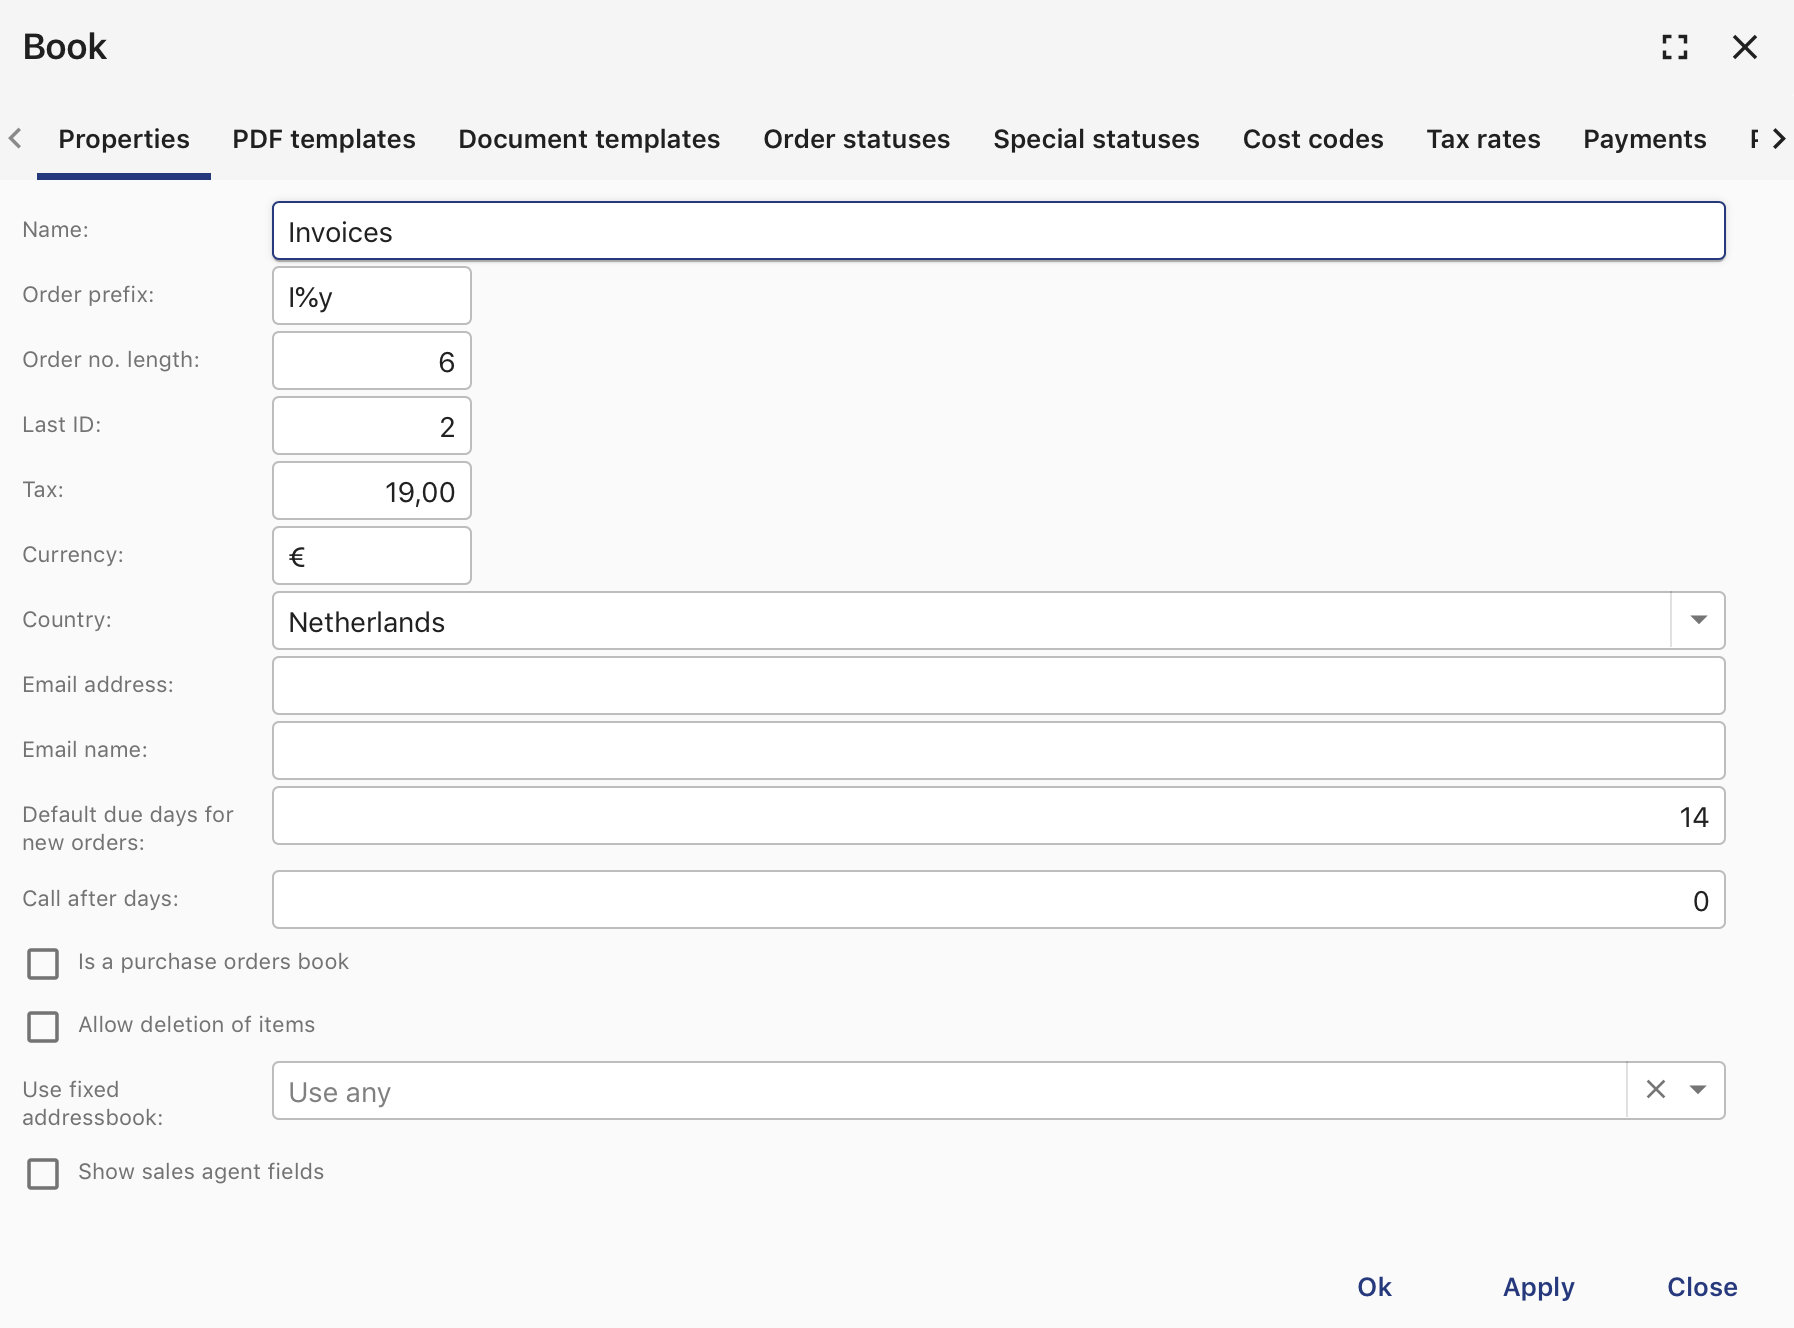 Book
Properties PDF templates Document templates Order statuses Special statuses Cost codes Tax rates Payments
Name: Invoices
Order prefix: I%y
Order no. length: 6
Last ID: 2
Tax: 19,00
Currency: €
Country: Netherlands
Email address:
Email name:
Default due days for
new orders: 14
Call after days: 0
Is a purchase orders book
Allow deletion of items
Use fixed
addressbook: Use any
Show sales agent fields
Ok Apply Close